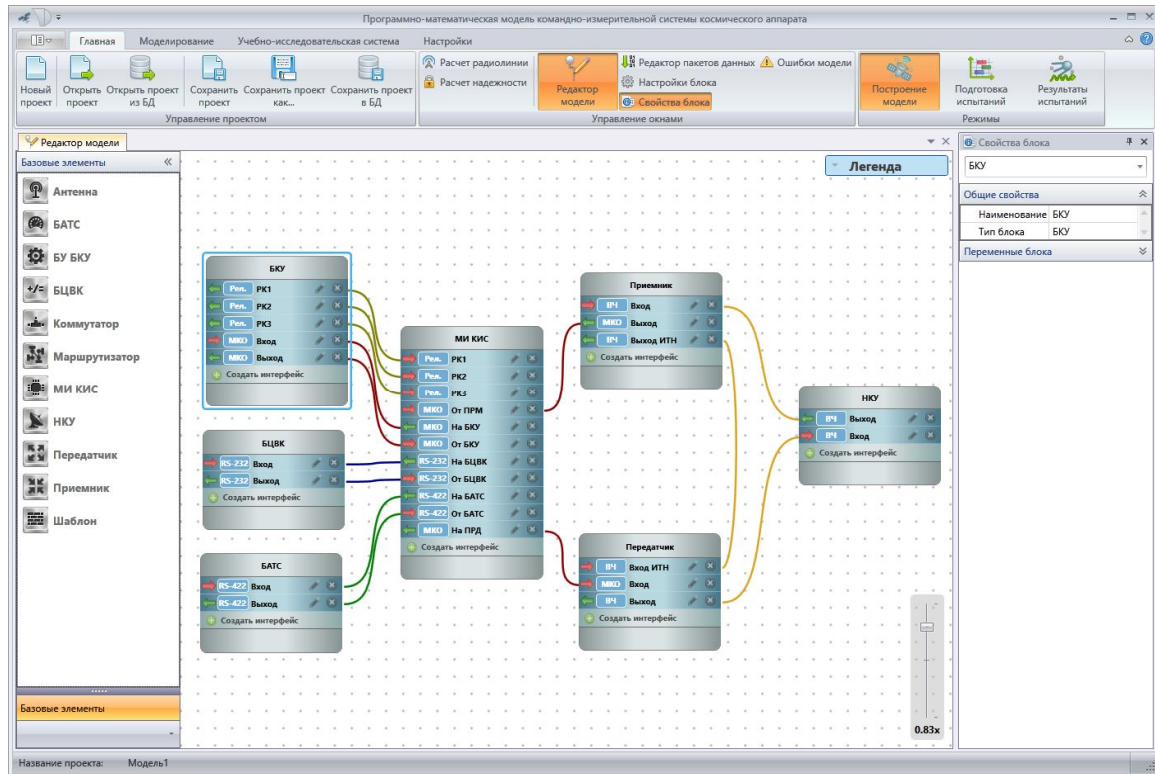 Программно-математическая модель командно-измерительной системы космического аппарата
Главная
Моделирование
Учебно-исследовательская система
Настройки
Новый проект
Открыть проект
Открыть проект из БД
Сохранить проект
Сохранить проект как...
Сохранить проект в БД
Управление проектом
Расчет радиолинии
Расчет надежности
Редактор модели
Редактор пакетов данных
Ошибки модели
Настройки блока
Свойства блока
Управление окнами
Построение модели
Подготовка испытаний
Результаты испытаний
Режимы
Редактор модели
Базовые элементы
Антенна
БАТС
БУ БКУ
+/= БЦВК
Коммутатор
Маршрутизатор
МИ КИС
НКУ
Передатчик
Приемник
Шаблон
Базовые элементы
Легенда
БКУ
Рел. РК1
Рел. РК2
Рел. РК3
МКО Вход
МКО Выход
Создать интерфейс
БЦВК
RS-232 Вход
RS-232 Выход
Создать интерфейс
БАТС
RS-422 Вход
RS-422 Выход
Создать интерфейс
МИ КИС
Рел. РК1
Рел. РК2
Рел. РК3
МКО От ПРМ
МКО На БКУ
МКО От БКУ
RS-232 На БЦВК
RS-232 От БЦВК
RS-422 На БАТС
RS-422 От БАТС
МКО На ПРД
Создать интерфейс
Приемник
ВЧ Вход
МКО Выход
ВЧ Выход ИТН
Создать интерфейс
Передатчик
ВЧ Вход ИТН
МКО Вход
ВЧ Выход
Создать интерфейс
НКУ
ВЧ Выход
ВЧ Вход
Создать интерфейс
0.83x
Свойства блока
БКУ
Общие свойства
Наименование БКУ
Тип блока БКУ
Переменные блока
Название проекта: Модель1